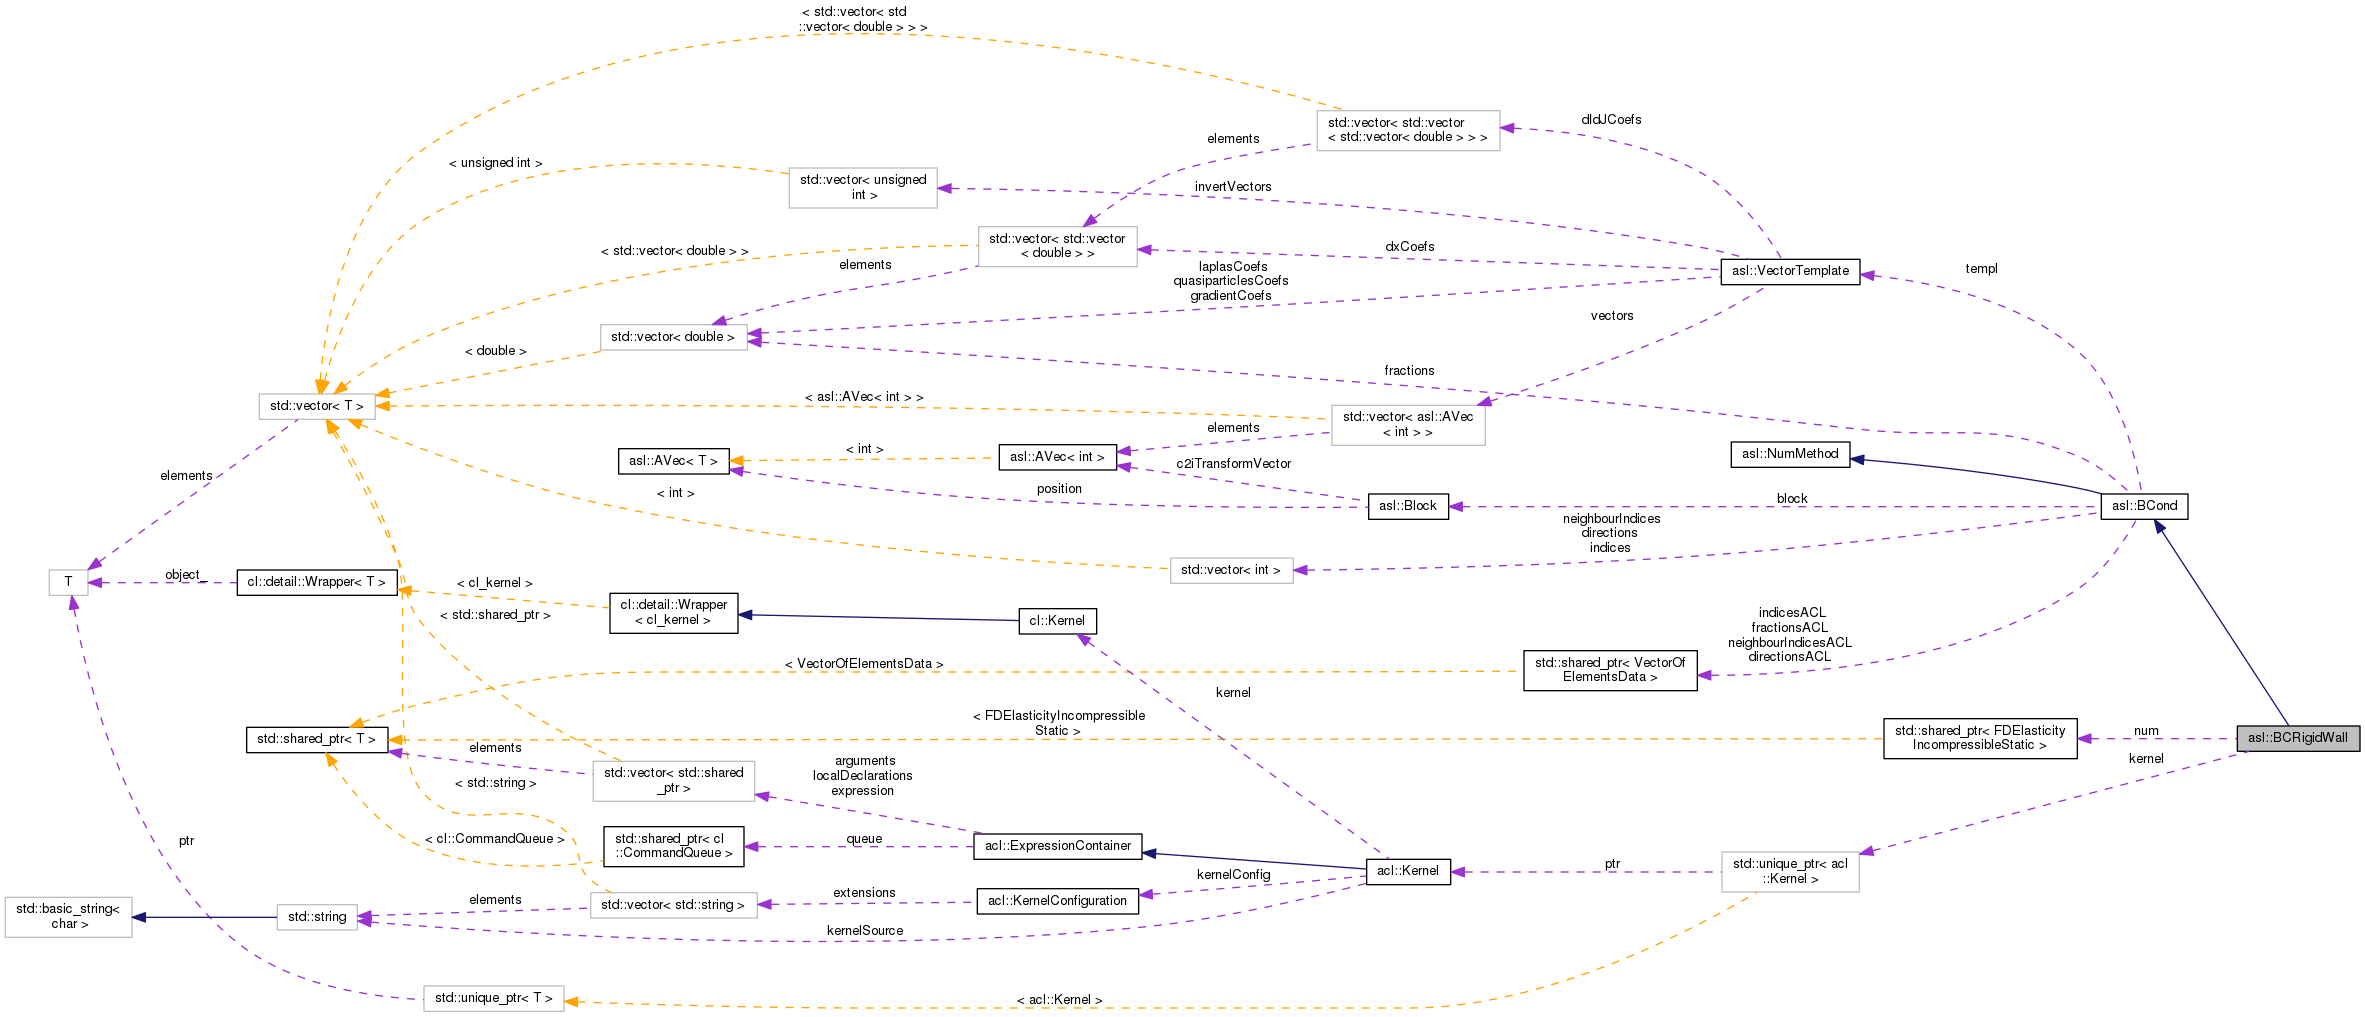 < std::vector< std
::vector< double > > >
std::vector< std::vector
< std::vector< double > > >
dIdJCoefs
elements
< unsigned int >
std::vector< unsigned
int >
invertVectors
std::vector< std::vector
< double > >
dxCoefs
< std::vector< double > >
elements
laplasCoefs
quasiparticlesCoefs
gradientCoefs
asl::VectorTemplate
templ
std::vector< double >
vectors
< double >
fractions
std::vector< T >
< asl::AVec< int > >
std::vector< asl::AVec
< int > >
elements
asl::AVec< T >
< int >
asl::AVec< int >
c2iTransformVector
asl::NumMethod
elements
< int >
position
asl::Block
block
asl::BCond
neighbourIndices
directions
indices
std::vector< int >
T
object_
cl::detail::Wrapper< T >
< cl_kernel >
cl::detail::Wrapper
< cl_kernel >
cl::Kernel
< std::shared_ptr >
indicesACL
fractionsACL
neighbourIndicesACL
directionsACL
< VectorOfElementsData >
std::shared_ptr< VectorOf
ElementsData >
kernel
std::shared_ptr< T >
< FDElasticityIncompressible
Static >
std::shared_ptr< FDElasticity
IncompressibleStatic >
num
asl::BCRigidWall
kernel
elements
std::vector< std::shared
_ptr >
arguments
localDeclarations
expression
< std::string >
ptr
< cl::CommandQueue >
std::shared_ptr< cl
::CommandQueue >
queue
acl::ExpressionContainer
acl::Kernel
ptr
std::unique_ptr< acl
::Kernel >
kernelConfig
std::basic_string<
char >
std::string
elements
std::vector< std::string >
extensions
acl::KernelConfiguration
kernelSource
std::unique_ptr< T >
< acl::Kernel >